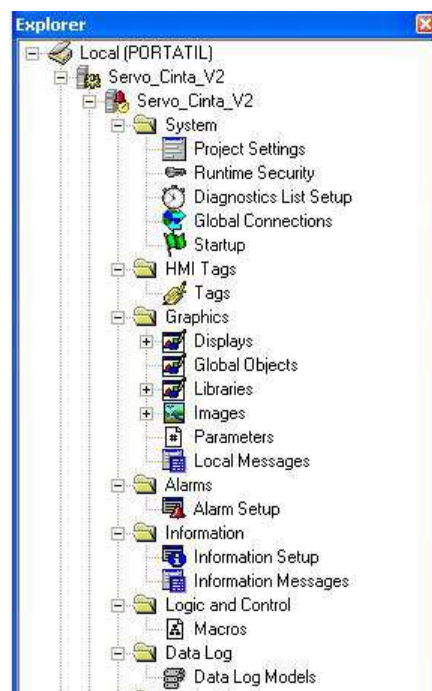 Explorer
Local (PORTATIL)
Servo_Cinta_V2
Servo_Cinta_V2
System
Project Settings
Runtime Security
Diagnostics List Setup
Global Connections
Startup
HMI Tags
Tags
Graphics
Displays
Global Objects
Libraries
Images
Parameters
Local Messages
Alarms
Alarm Setup
Information
Information Setup
Information Messages
Logic and Control
Macros
Data Log
Data Log Models